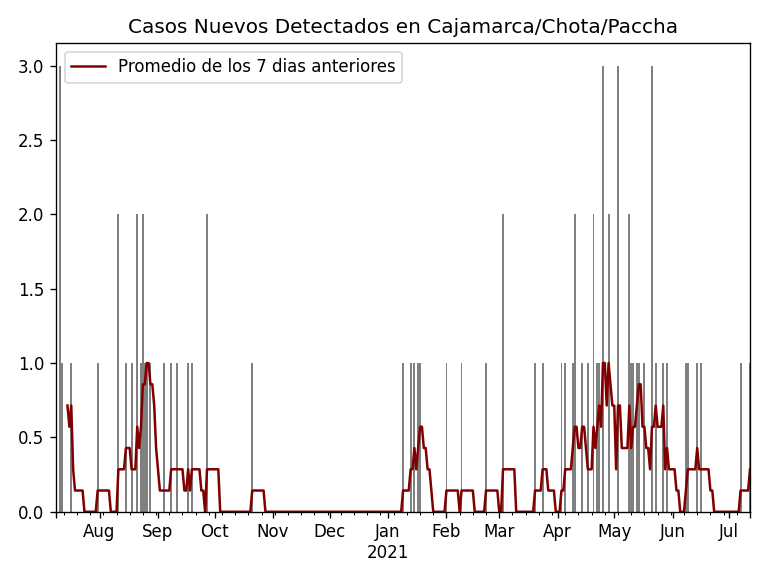 Casos Nuevos Detectados en Cajamarca/Chota/Paccha
Promedio de los 7 dias anteriores
3.0
2.5
2.0
1.5
1.0
0.5
0.0
Aug Sep Oct Nov Dec Jan Feb Mar Apr May Jun Jul
2021